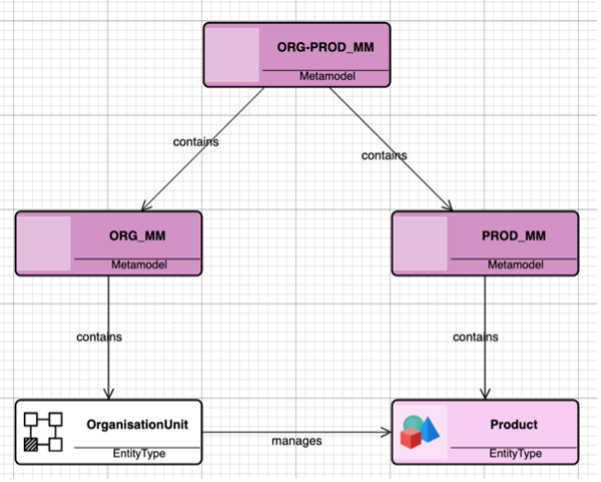 ORG-PROD_MM
Metamodel
contains
contains
ORG_MM
Metamodel
PROD_MM
Metamodel
contains
contains
OrganisationUnit
EntityType
manages
Product
EntityType